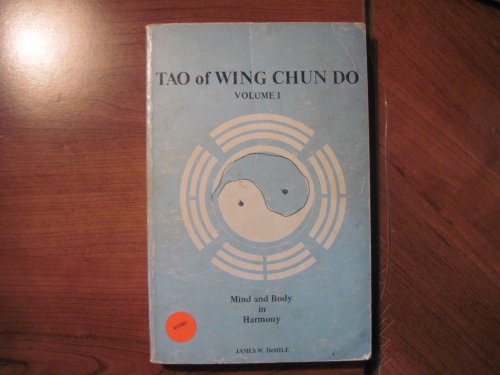 TAO of WING CHUN DO
VOLUME I
Mind and Body
in
Harmony
JAMES W. DeMILE